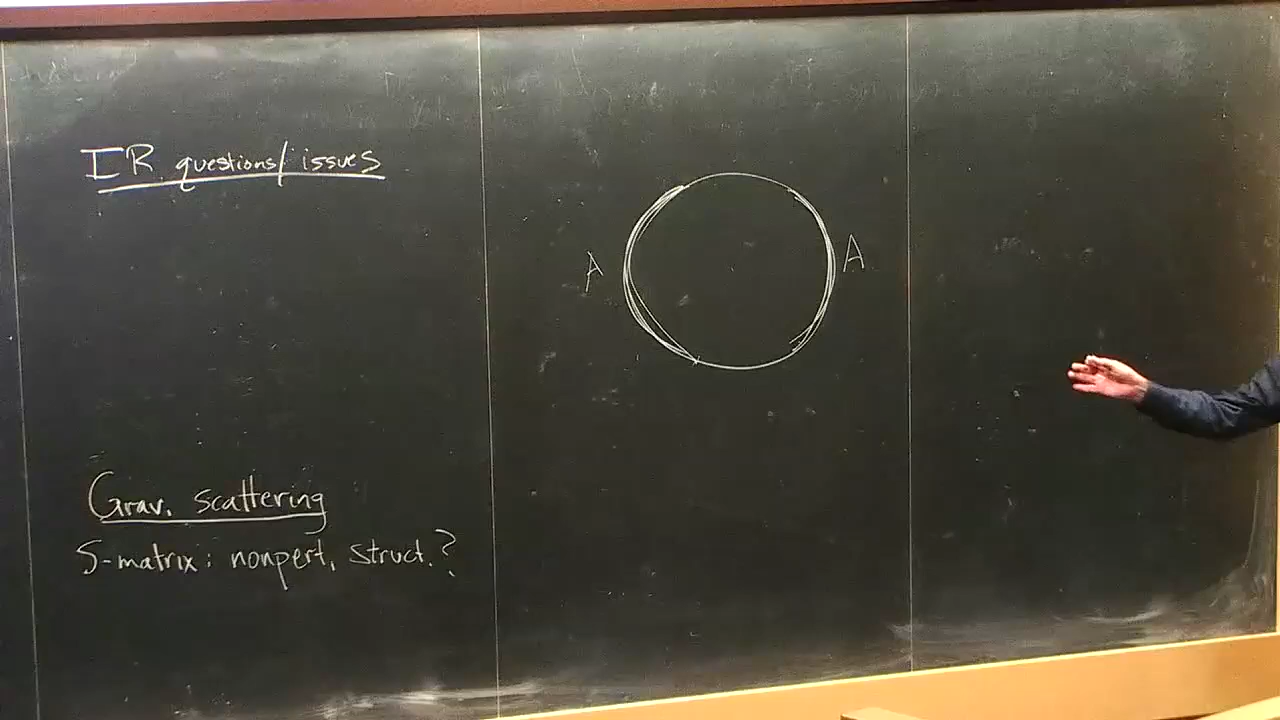 IR questions/issues
A
A
Grav. scattering
S-matrix: nonpert. struct.?